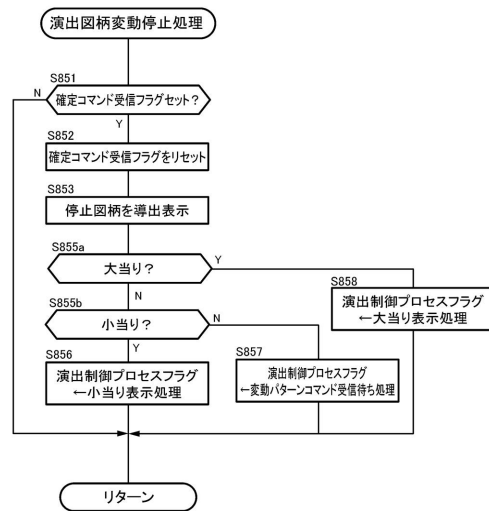 演出図柄変動停止処理
S851
N
確定コマンド受信フラグセット？
Y
S852
確定コマンド受信フラグをリセット
S853
停止図柄を導出表示
S855a
大当り？
Y
N
S858
演出制御プロセスフラグ
←大当り表示処理
S855b
小当り？
N
Y
S856
演出制御プロセスフラグ
←小当り表示処理
S857
演出制御プロセスフラグ
←変動パターンコマンド受信待ち処理
リターン